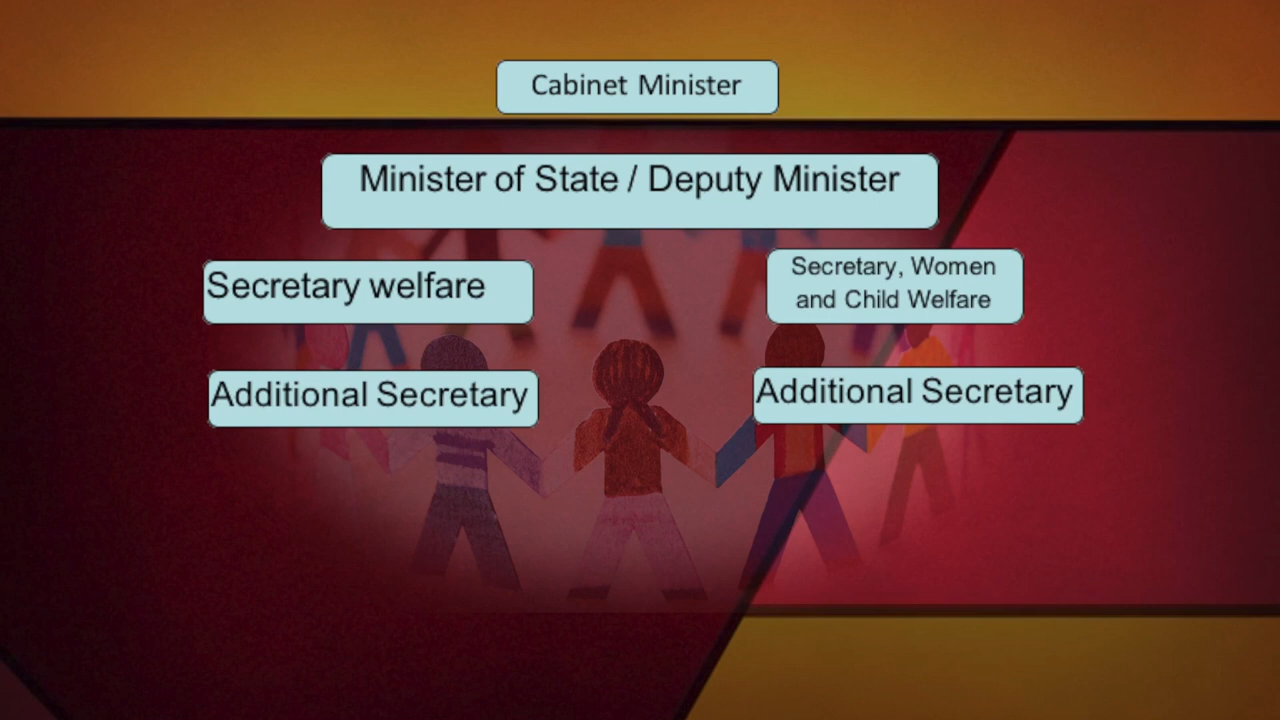 Cabinet Minister
Minister of State / Deputy Minister
Secretary welfare
Secretary, Women
and Child Welfare
Additional Secretary
Additional Secretary